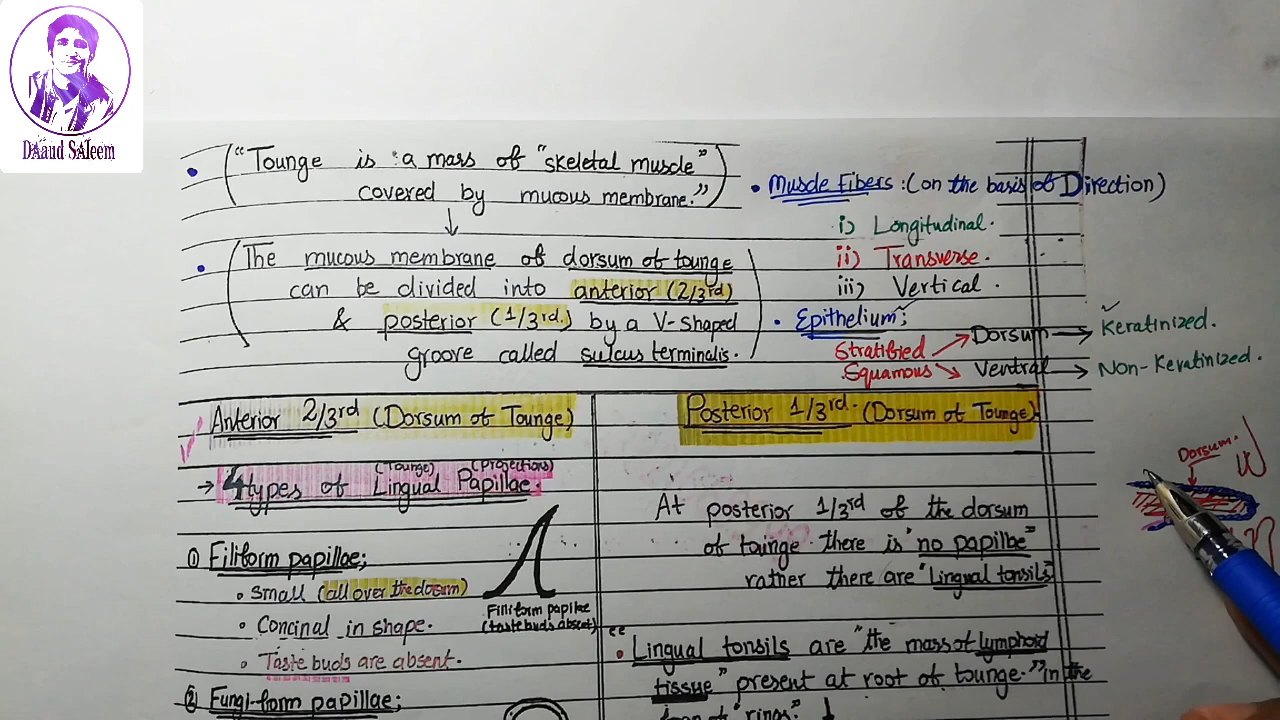 DAaud SAleem
• ("Tounge is a mass of "skeletal muscle"
covered by mucous membrane.")
↓
• (The mucous membrane of dorsum of tounge
can be divided into anterior (2/3rd)
& posterior (1/3rd.) by a V-shaped
groove called sulcus terminalis.)
• Muscle Fibers: (on the basis of Direction)
i) Longitudinal.
ii) Transverse.
iii) Vertical.
• Epithelium;
Stratified Squamous
Dorsum → Keratinized.
Ventral → Non-Keratinized.
Anterior 2/3rd (Dorsum of Tounge)
(Tounge) (Projections)
→ 4 types of Lingual Papillae.
① Filiform papillae;
• Small (all over the dorsum)
• Concinal in shape.
• Taste buds are absent.
Filiform papilae
(taste buds absent)
② Fungi-form papillae;
Posterior 1/3rd. (Dorsum of Tounge)
At posterior 1/3rd of the dorsum
of tounge there is "no papillae"
rather there are "Lingual tonsils"
• "Lingual tonsils are "the mass of lymphoid
tissue" present at root of tounge." in the
form of "rings".
Dorsum.